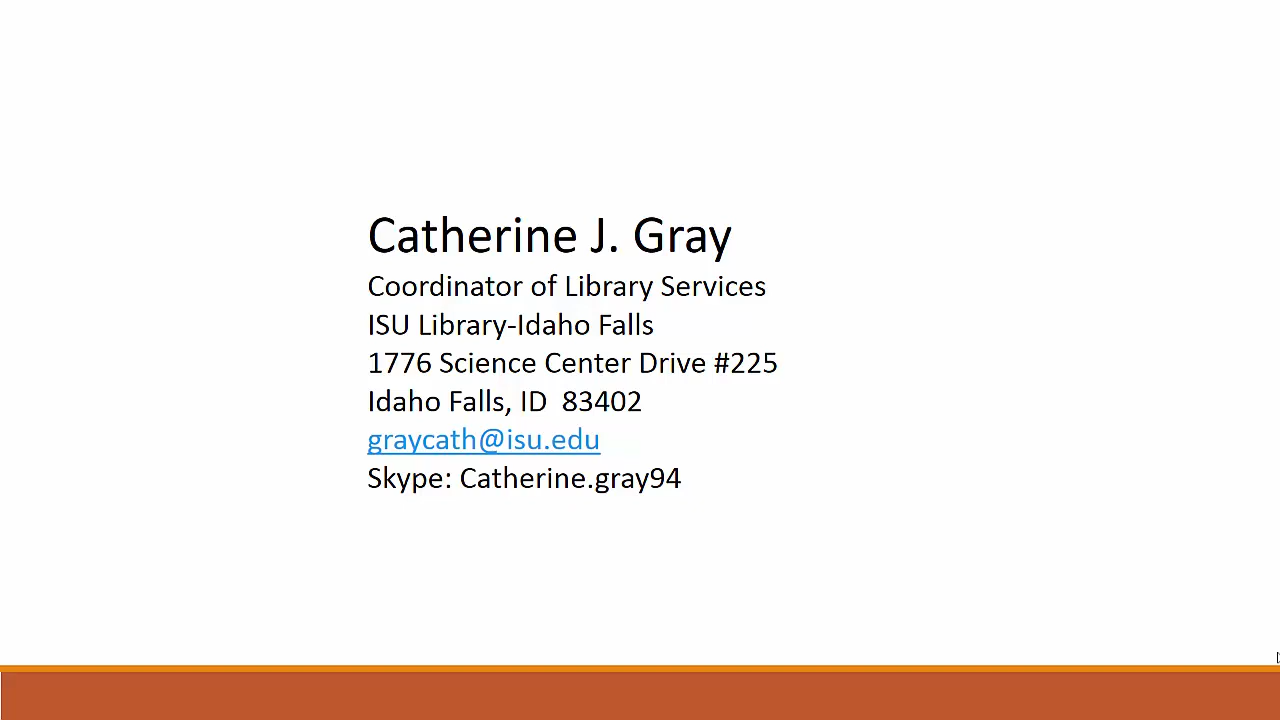 Catherine J. Gray
Coordinator of Library Services
ISU Library-Idaho Falls
1776 Science Center Drive #225
Idaho Falls, ID  83402
graycath@isu.edu
Skype: Catherine.gray94